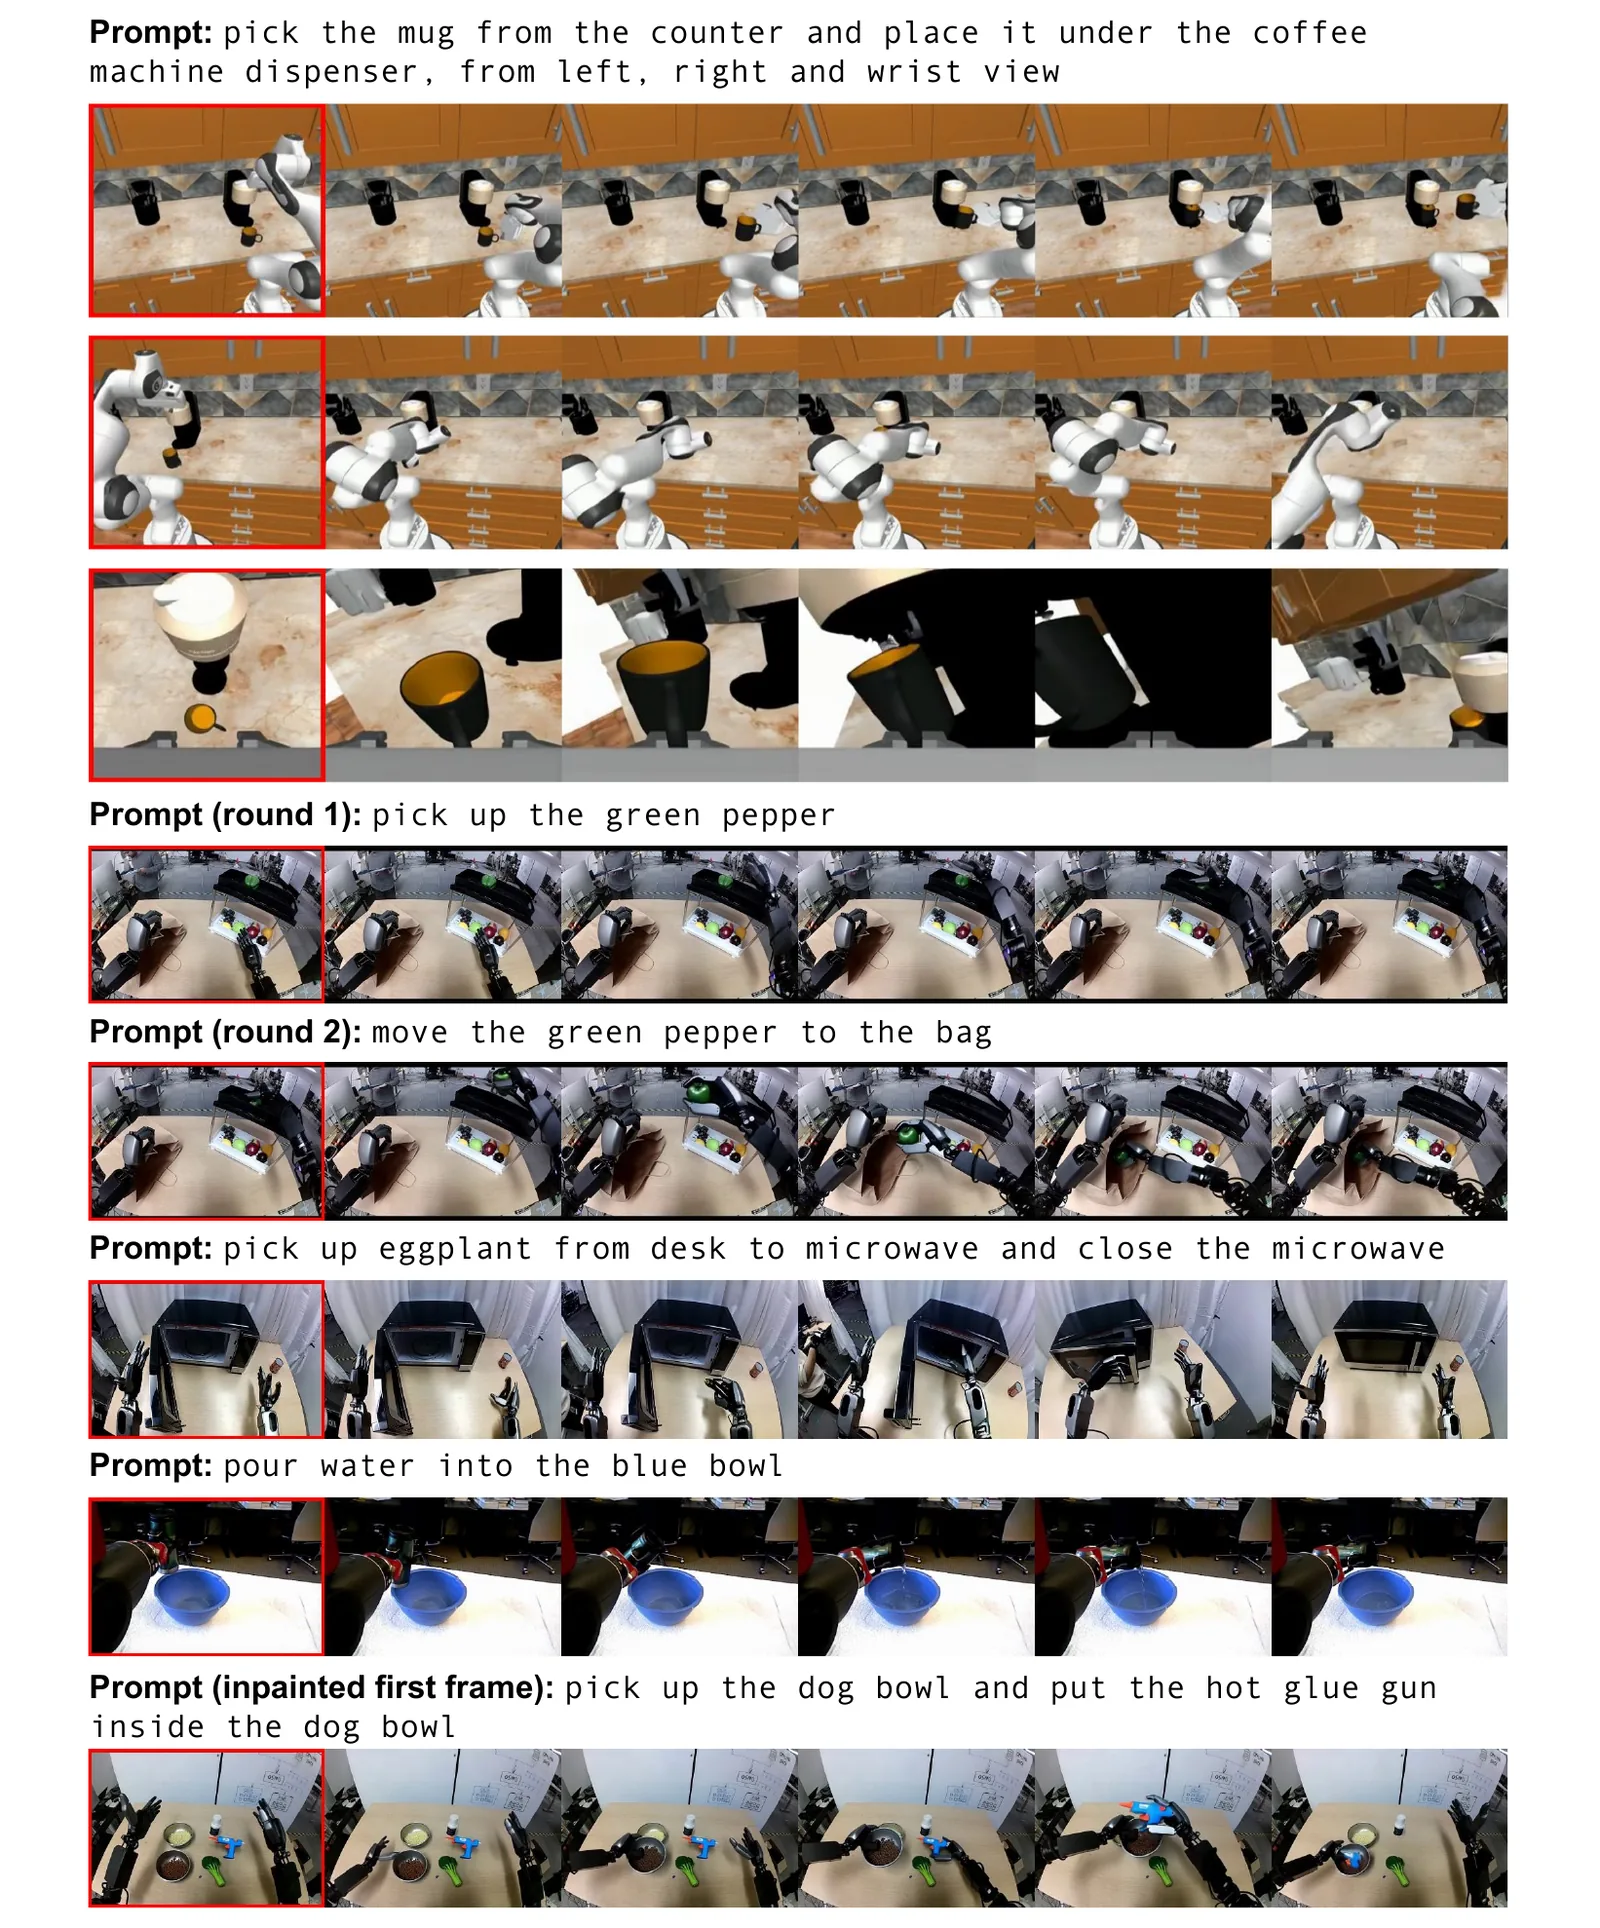 Prompt: pick the mug from the counter and place it under the coffee
machine dispenser, from left, right and wrist view
Prompt (round 1): pick up the green pepper
Prompt (round 2): move the green pepper to the bag
Prompt: pick up eggplant from desk to microwave and close the microwave
Prompt: pour water into the blue bowl
Prompt (inpainted first frame): pick up the dog bowl and put the hot glue gun
inside the dog bowl